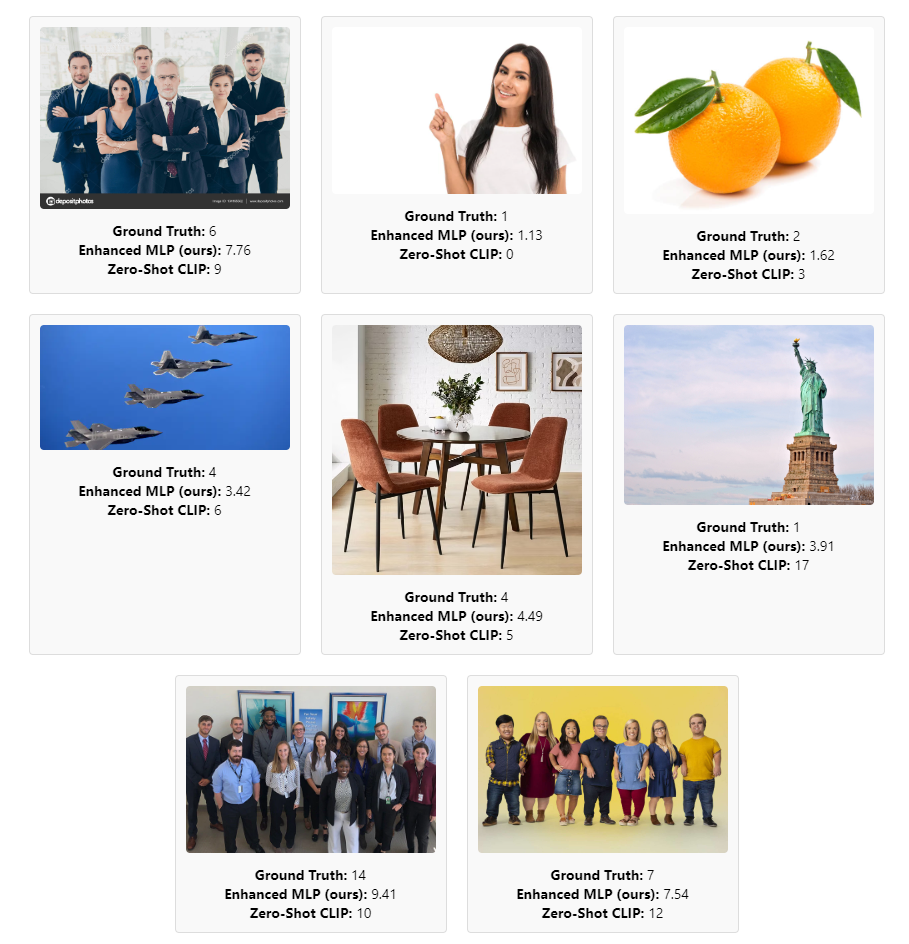 depositphotos
Ground Truth: 6
Enhanced MLP (ours): 7.76
Zero-Shot CLIP: 9
Ground Truth: 1
Enhanced MLP (ours): 1.13
Zero-Shot CLIP: 0
Ground Truth: 2
Enhanced MLP (ours): 1.62
Zero-Shot CLIP: 3
Ground Truth: 4
Enhanced MLP (ours): 3.42
Zero-Shot CLIP: 6
Ground Truth: 4
Enhanced MLP (ours): 4.49
Zero-Shot CLIP: 5
Ground Truth: 1
Enhanced MLP (ours): 3.91
Zero-Shot CLIP: 17
Ground Truth: 14
Enhanced MLP (ours): 9.41
Zero-Shot CLIP: 10
Ground Truth: 7
Enhanced MLP (ours): 7.54
Zero-Shot CLIP: 12